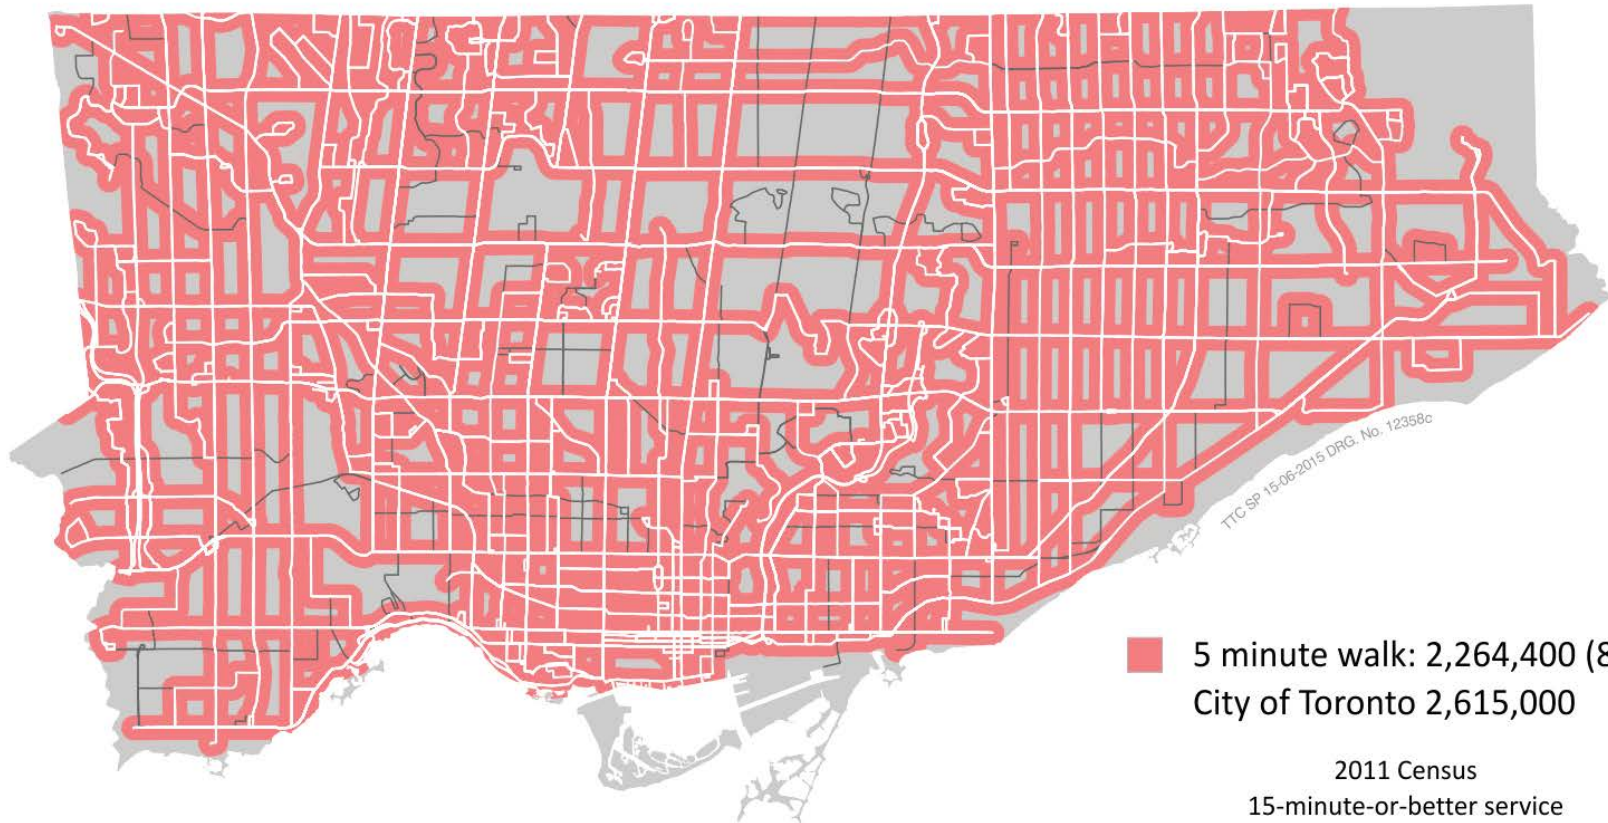 TTC SP 15-06-2015 DRG. No. 12358c
5 minute walk: 2,264,400 (8
City of Toronto 2,615,000
2011 Census
15-minute-or-better service